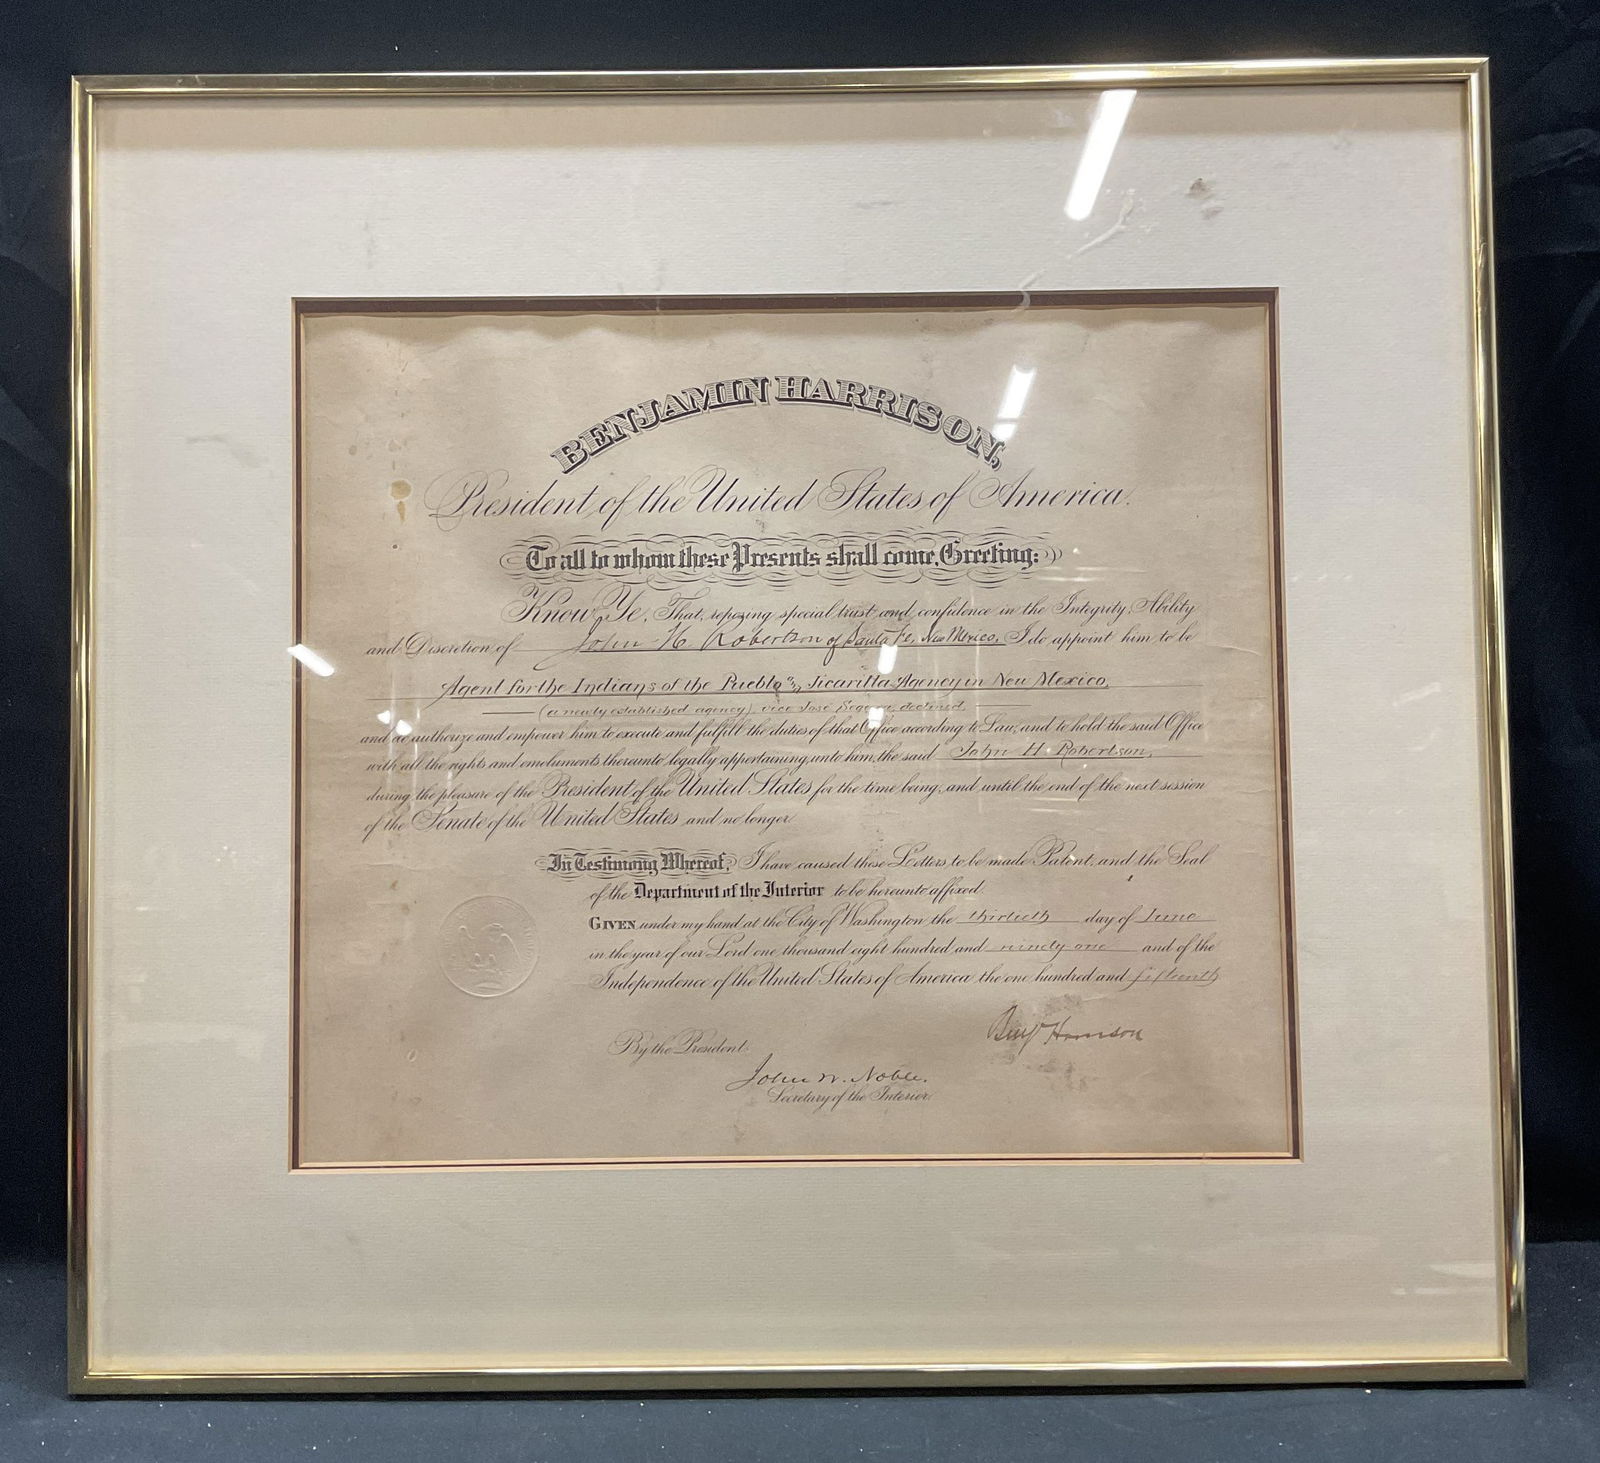 BENJAMIN HARRISON,
President of the United States of America.
To all to whom these Presents shall come, Greeting:
Know Ye, That, reposing special trust and confidence in the Integrity, Ability
and Discretion of John H. Robertson of Santa Fe, New Mexico, I do appoint him to be
Agent for the Indians of the Pueblo and Jicarilla Agency in New Mexico,
(a newly established agency) vice José Segura, declined
and do authorize and empower him to execute and fulfill the duties of that Office according to Law, and to hold the said Office
with all the rights and emoluments thereunto legally appertaining, unto him, the said John H. Robertson,
during the pleasure of the President of the United States for the time being, and until the end of the next session
of the Senate of the United States and no longer
In Testimony Whereof, I have caused these Letters to be made Patent, and the Seal
of the Department of the Interior to be hereunto affixed.
GIVEN under my hand at the City of Washington the thirtieth day of June
in the year of our Lord one thousand eight hundred and ninety-one and of the
Independence of the United States of America the one hundred and fifteenth
Benj Harrison
By the President:
John W. Noble.
Secretary of the Interior